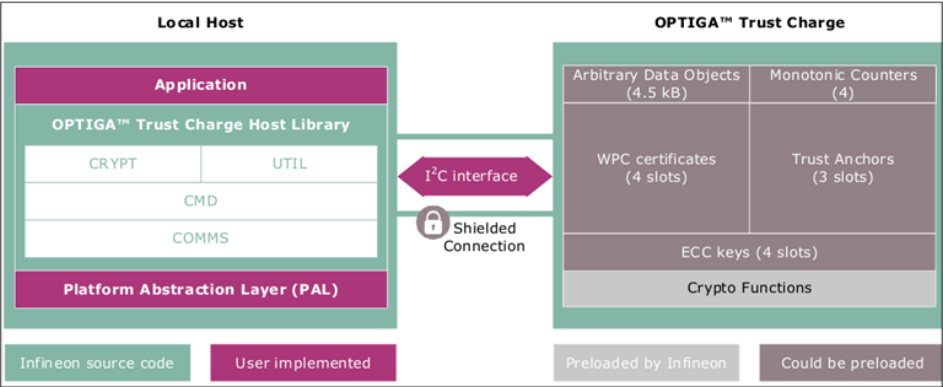 Local Host
OPTIGA™ Trust Charge
Application
OPTIGA™ Trust Charge Host Library
CRYPT
UTIL
CMD
COMMS
Platform Abstraction Layer (PAL)
I²C interface
Shielded
Connection
Arbitrary Data Objects
(4.5 kB)
Monotonic Counters
(4)
WPC certificates
(4 slots)
Trust Anchors
(3 slots)
ECC keys (4 slots)
Crypto Functions
Infineon source code
User implemented
Preloaded by Infineon
Could be preloaded